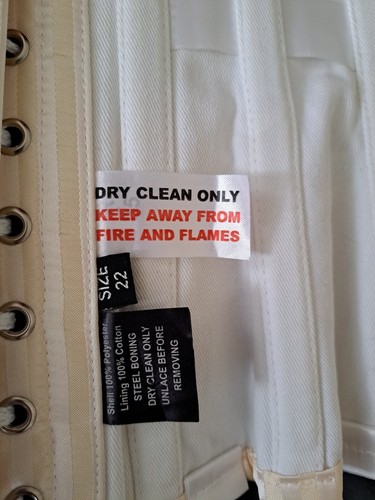 DRY CLEAN ONLY
KEEP AWAY FROM
FIRE AND FLAMES
SIZE
22
Shell 100% Polyester
Lining 100% Cotton
STEEL BONING
DRY CLEAN ONLY
UNLACE BEFORE
REMOVING